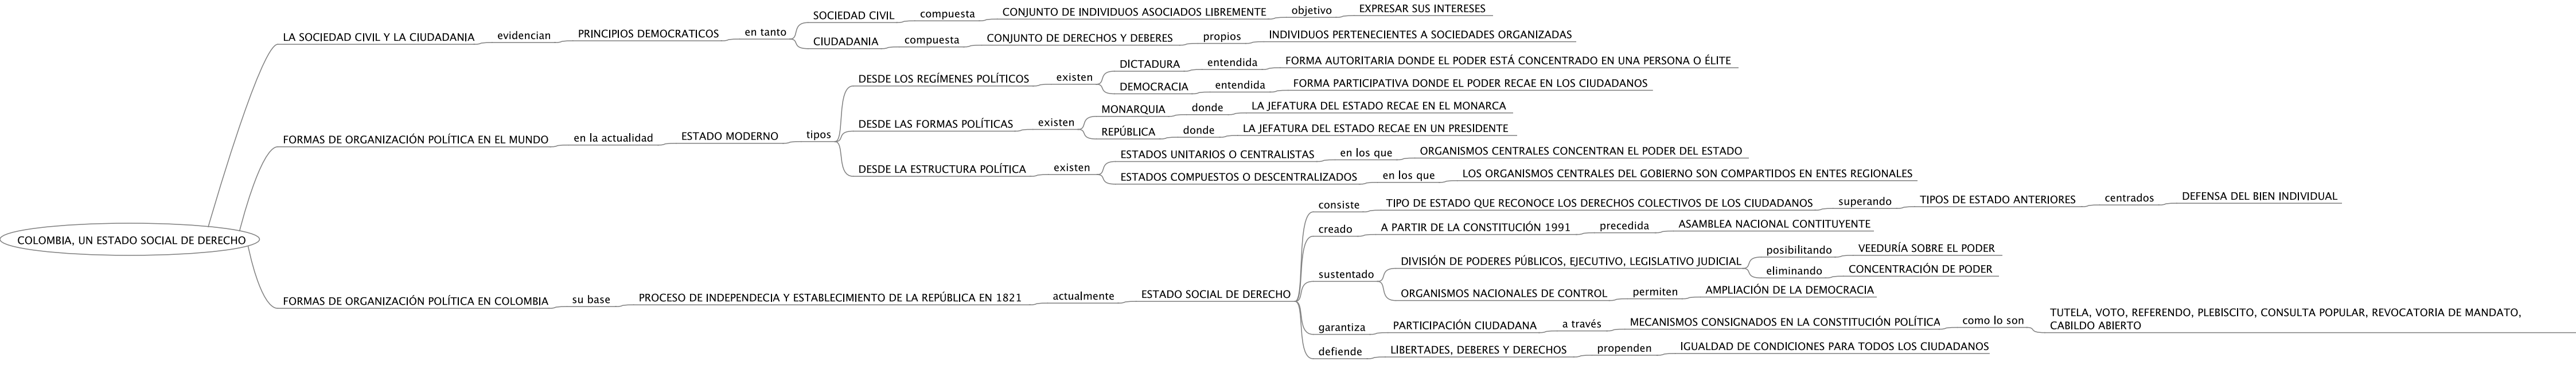 COLOMBIA, UN ESTADO SOCIAL DE DERECHO
LA SOCIEDAD CIVIL Y LA CIUDADANIA
evidencian
PRINCIPIOS DEMOCRATICOS
en tanto
SOCIEDAD CIVIL
compuesta
CONJUNTO DE INDIVIDUOS ASOCIADOS LIBREMENTE
objetivo
EXPRESAR SUS INTERESES
CIUDADANIA
compuesta
CONJUNTO DE DERECHOS Y DEBERES
propios
INDIVIDUOS PERTENECIENTES A SOCIEDADES ORGANIZADAS
FORMAS DE ORGANIZACIÓN POLÍTICA EN EL MUNDO
en la actualidad
ESTADO MODERNO
tipos
DESDE LOS REGÍMENES POLÍTICOS
existen
DICTADURA
entendida
FORMA AUTORITARIA DONDE EL PODER ESTÁ CONCENTRADO EN UNA PERSONA O ÉLITE
DEMOCRACIA
entendida
FORMA PARTICIPATIVA DONDE EL PODER RECAE EN LOS CIUDADANOS
DESDE LAS FORMAS POLÍTICAS
existen
MONARQUIA
donde
LA JEFATURA DEL ESTADO RECAE EN EL MONARCA
REPÚBLICA
donde
LA JEFATURA DEL ESTADO RECAE EN UN PRESIDENTE
DESDE LA ESTRUCTURA POLÍTICA
existen
ESTADOS UNITARIOS O CENTRALISTAS
en los que
ORGANISMOS CENTRALES CONCENTRAN EL PODER DEL ESTADO
ESTADOS COMPUESTOS O DESCENTRALIZADOS
en los que
LOS ORGANISMOS CENTRALES DEL GOBIERNO SON COMPARTIDOS EN ENTES REGIONALES
FORMAS DE ORGANIZACIÓN POLÍTICA EN COLOMBIA
su base
PROCESO DE INDEPENDECIA Y ESTABLECIMIENTO DE LA REPÚBLICA EN 1821
actualmente
ESTADO SOCIAL DE DERECHO
consiste
TIPO DE ESTADO QUE RECONOCE LOS DERECHOS COLECTIVOS DE LOS CIUDADANOS
superando
TIPOS DE ESTADO ANTERIORES
centrados
DEFENSA DEL BIEN INDIVIDUAL
creado
A PARTIR DE LA CONSTITUCIÓN 1991
precedida
ASAMBLEA NACIONAL CONTITUYENTE
sustentado
DIVISIÓN DE PODERES PÚBLICOS, EJECUTIVO, LEGISLATIVO JUDICIAL
posibilitando
VEEDURÍA SOBRE EL PODER
eliminando
CONCENTRACIÓN DE PODER
ORGANISMOS NACIONALES DE CONTROL
permiten
AMPLIACIÓN DE LA DEMOCRACIA
garantiza
PARTICIPACIÓN CIUDADANA
a través
MECANISMOS CONSIGNADOS EN LA CONSTITUCIÓN POLÍTICA
como lo son
TUTELA, VOTO, REFERENDO, PLEBISCITO, CONSULTA POPULAR, REVOCATORIA DE MANDATO,
CABILDO ABIERTO
defiende
LIBERTADES, DEBERES Y DERECHOS
propenden
IGUALDAD DE CONDICIONES PARA TODOS LOS CIUDADANOS